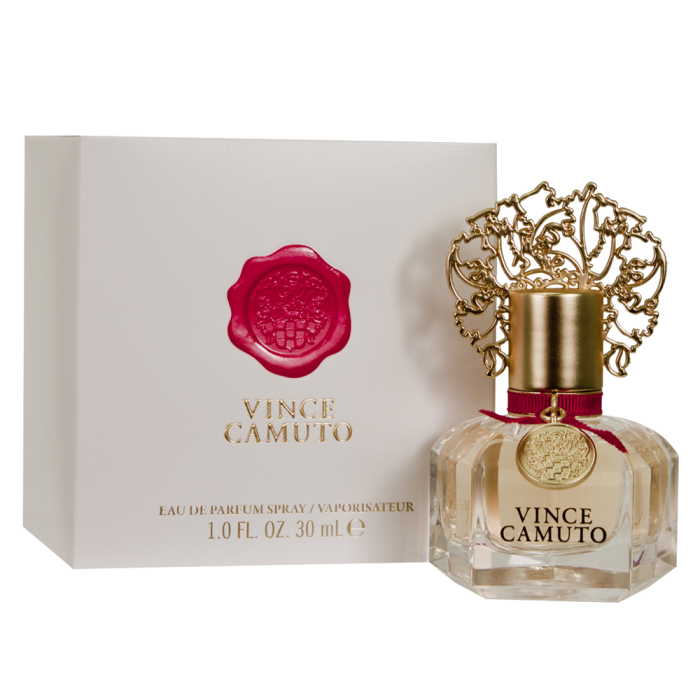 VINCE
CAMUTO
EAU DE PARFUM SPRAY / VAPORISATEUR
1.0 FL. OZ. 30 mL ℮
VINCE
CAMUTO